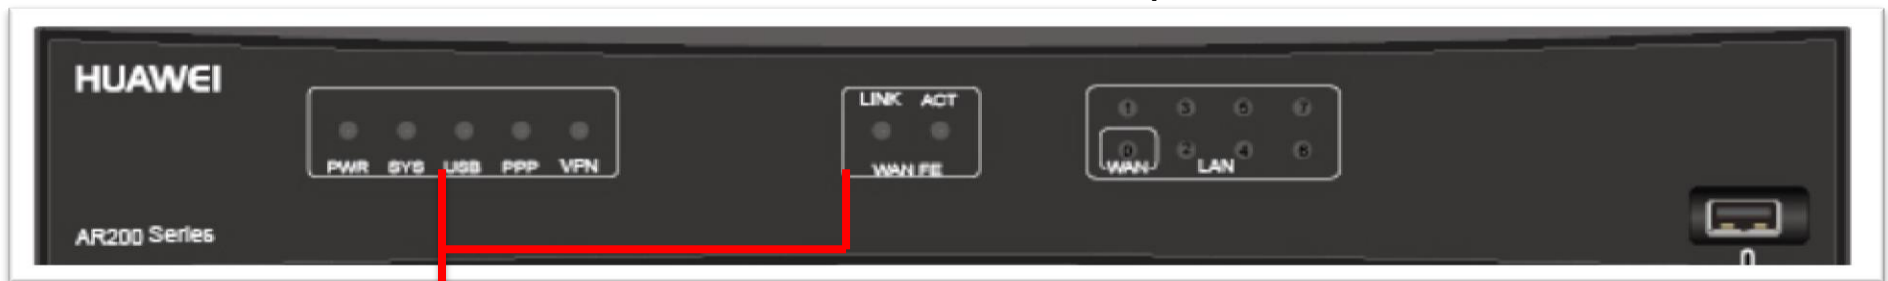 HUAWEI
PWR SYS USB PPP VPN
LINK ACT
WAN FE
1 3 5 7
0 2 4 6
WAN LAN
AR200 Series